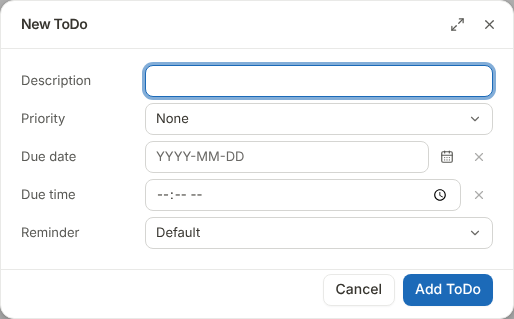 New ToDo
Description
Priority
None
Due date
YYYY-MM-DD
Due time
--:-- --
Reminder
Default
Cancel
Add ToDo